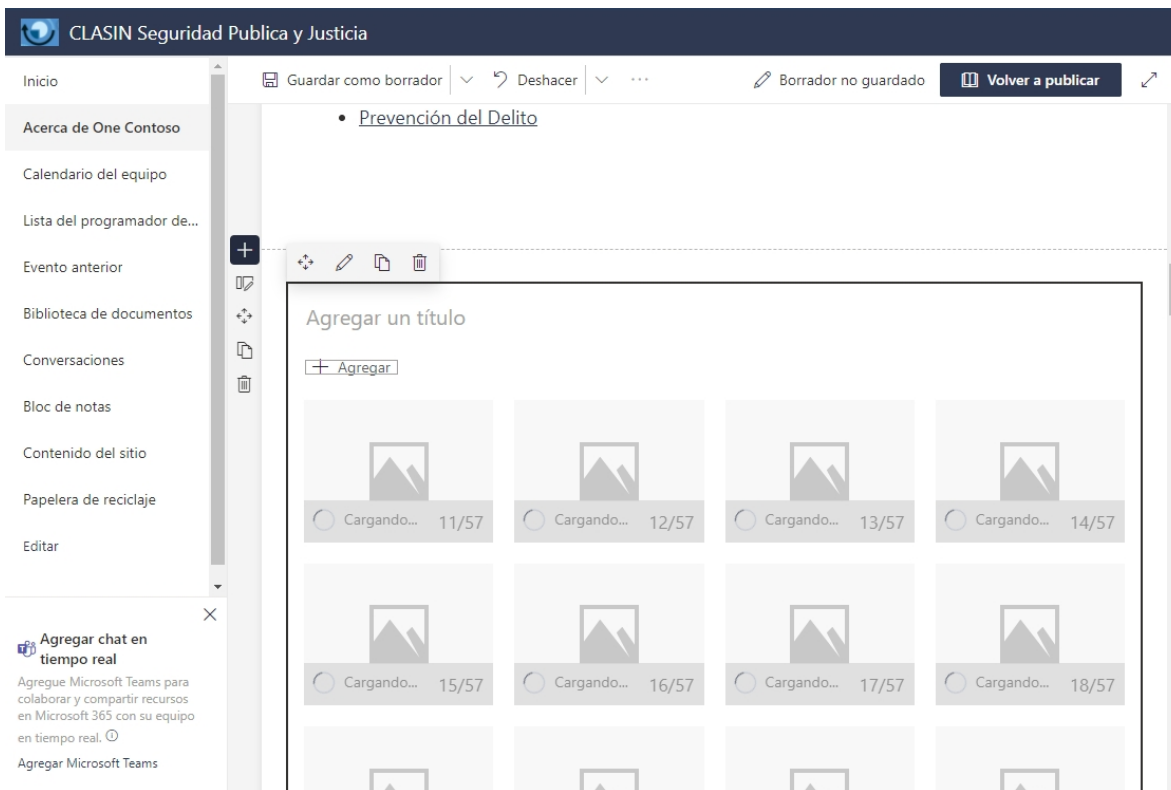 CLASIN Seguridad Publica y Justicia
Inicio
Acerca de One Contoso
Calendario del equipo
Lista del programador de...
Evento anterior
Biblioteca de documentos
Conversaciones
Bloc de notas
Contenido del sitio
Papelera de reciclaje
Editar
Agregar chat en
tiempo real
Agregue Microsoft Teams para
colaborar y compartir recursos
en Microsoft 365 con su equipo
en tiempo real.
Agregar Microsoft Teams
Guardar como borrador
Deshacer
Borrador no guardado
Volver a publicar
• Prevención del Delito
Agregar un título
Agregar
Cargando... 11/57
Cargando... 12/57
Cargando... 13/57
Cargando... 14/57
Cargando... 15/57
Cargando... 16/57
Cargando... 17/57
Cargando... 18/57